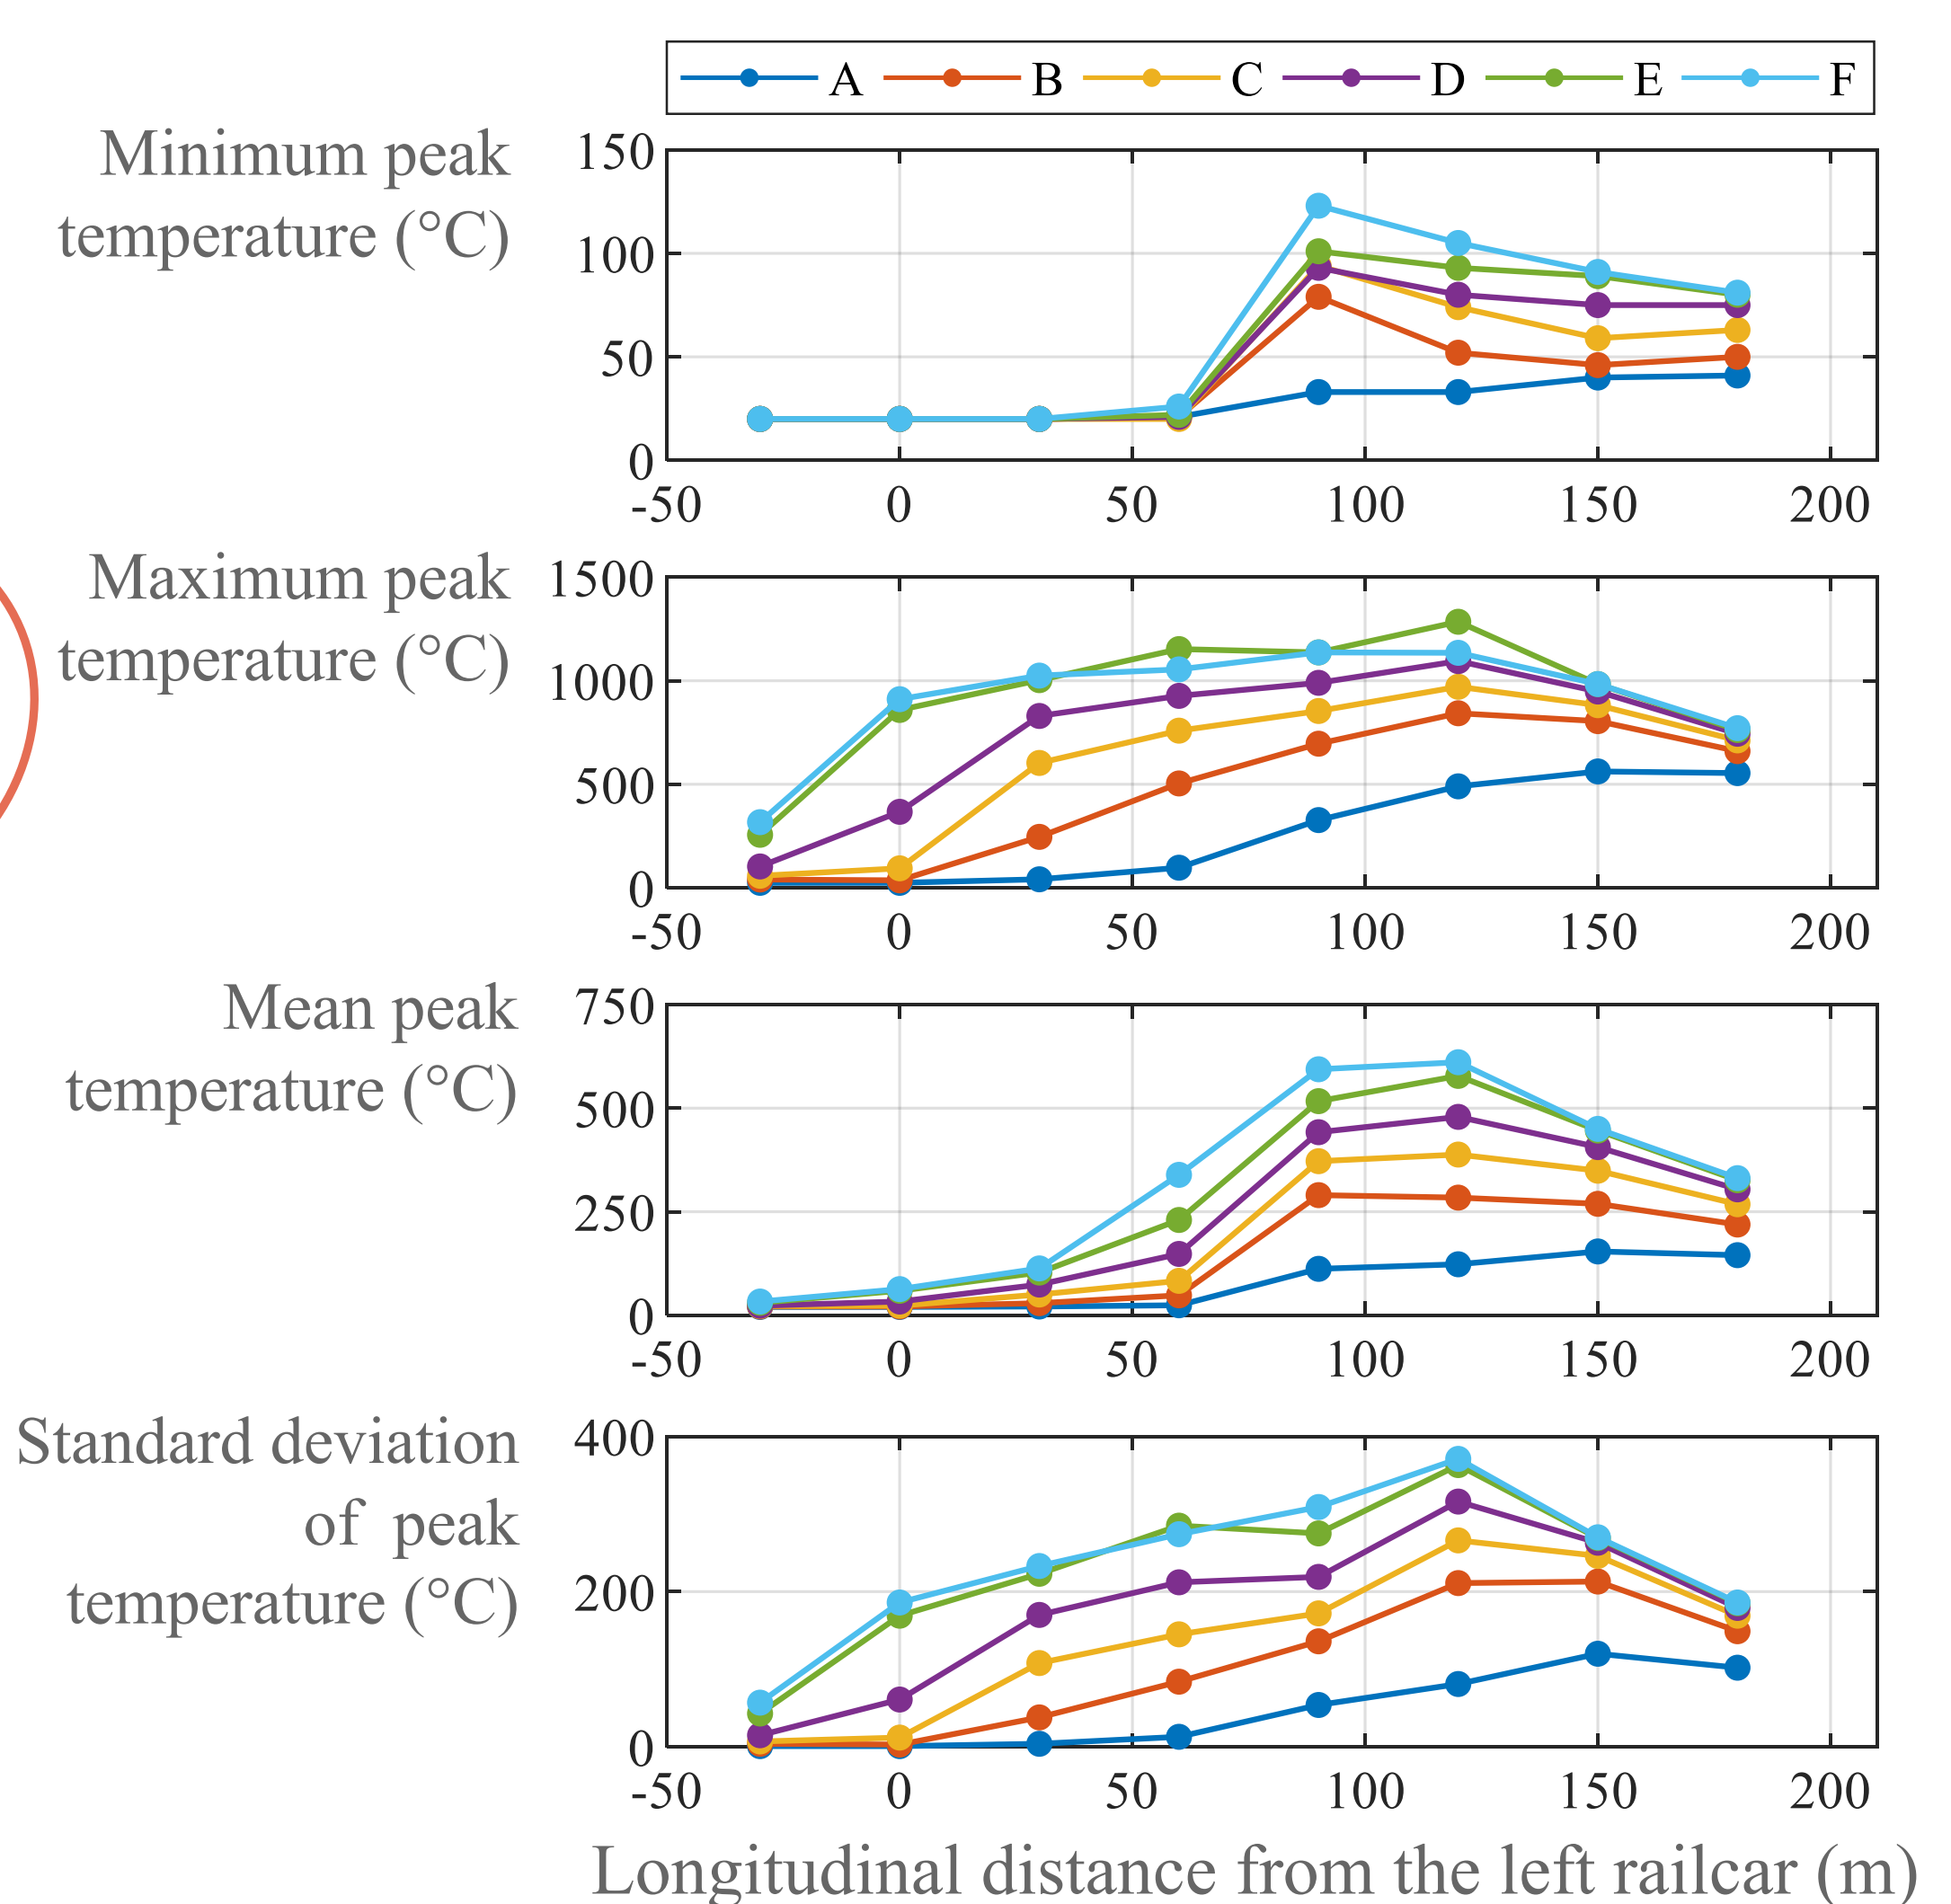 A B C D E F
Minimum peak
temperature (°C)
150
100
50
0
-50 0 50 100 150 200
Maximum peak
temperature (°C)
1500
1000
500
0
-50 0 50 100 150 200
Mean peak
temperature (°C)
750
500
250
0
-50 0 50 100 150 200
Standard deviation
of peak
temperature (°C)
400
200
0
-50 0 50 100 150 200
Longitudinal distance from the left railcar (m)